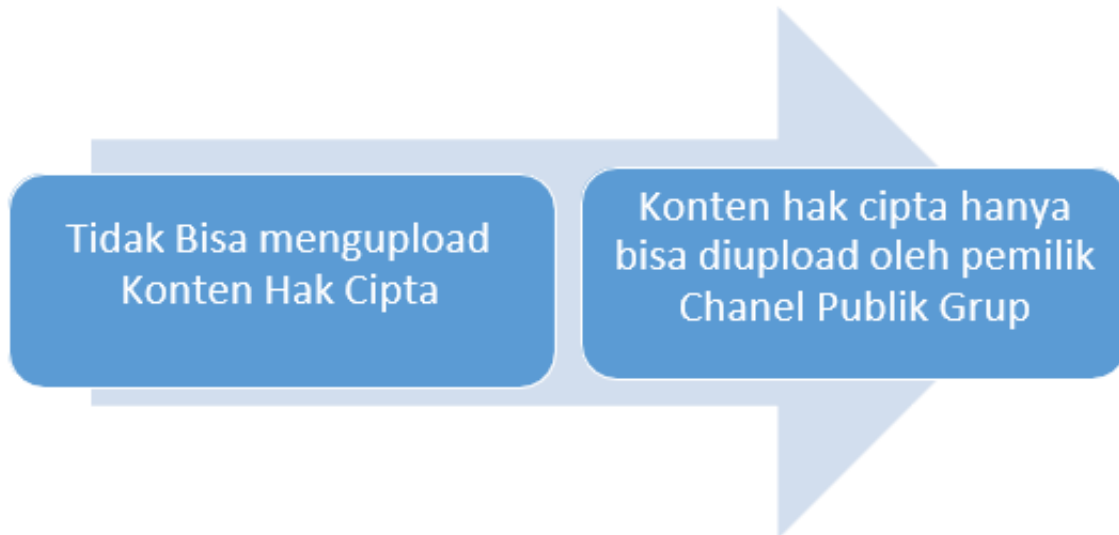 Tidak Bisa mengupload
Konten Hak Cipta
Konten hak cipta hanya
bisa diupload oleh pemilik
Chanel Publik Grup